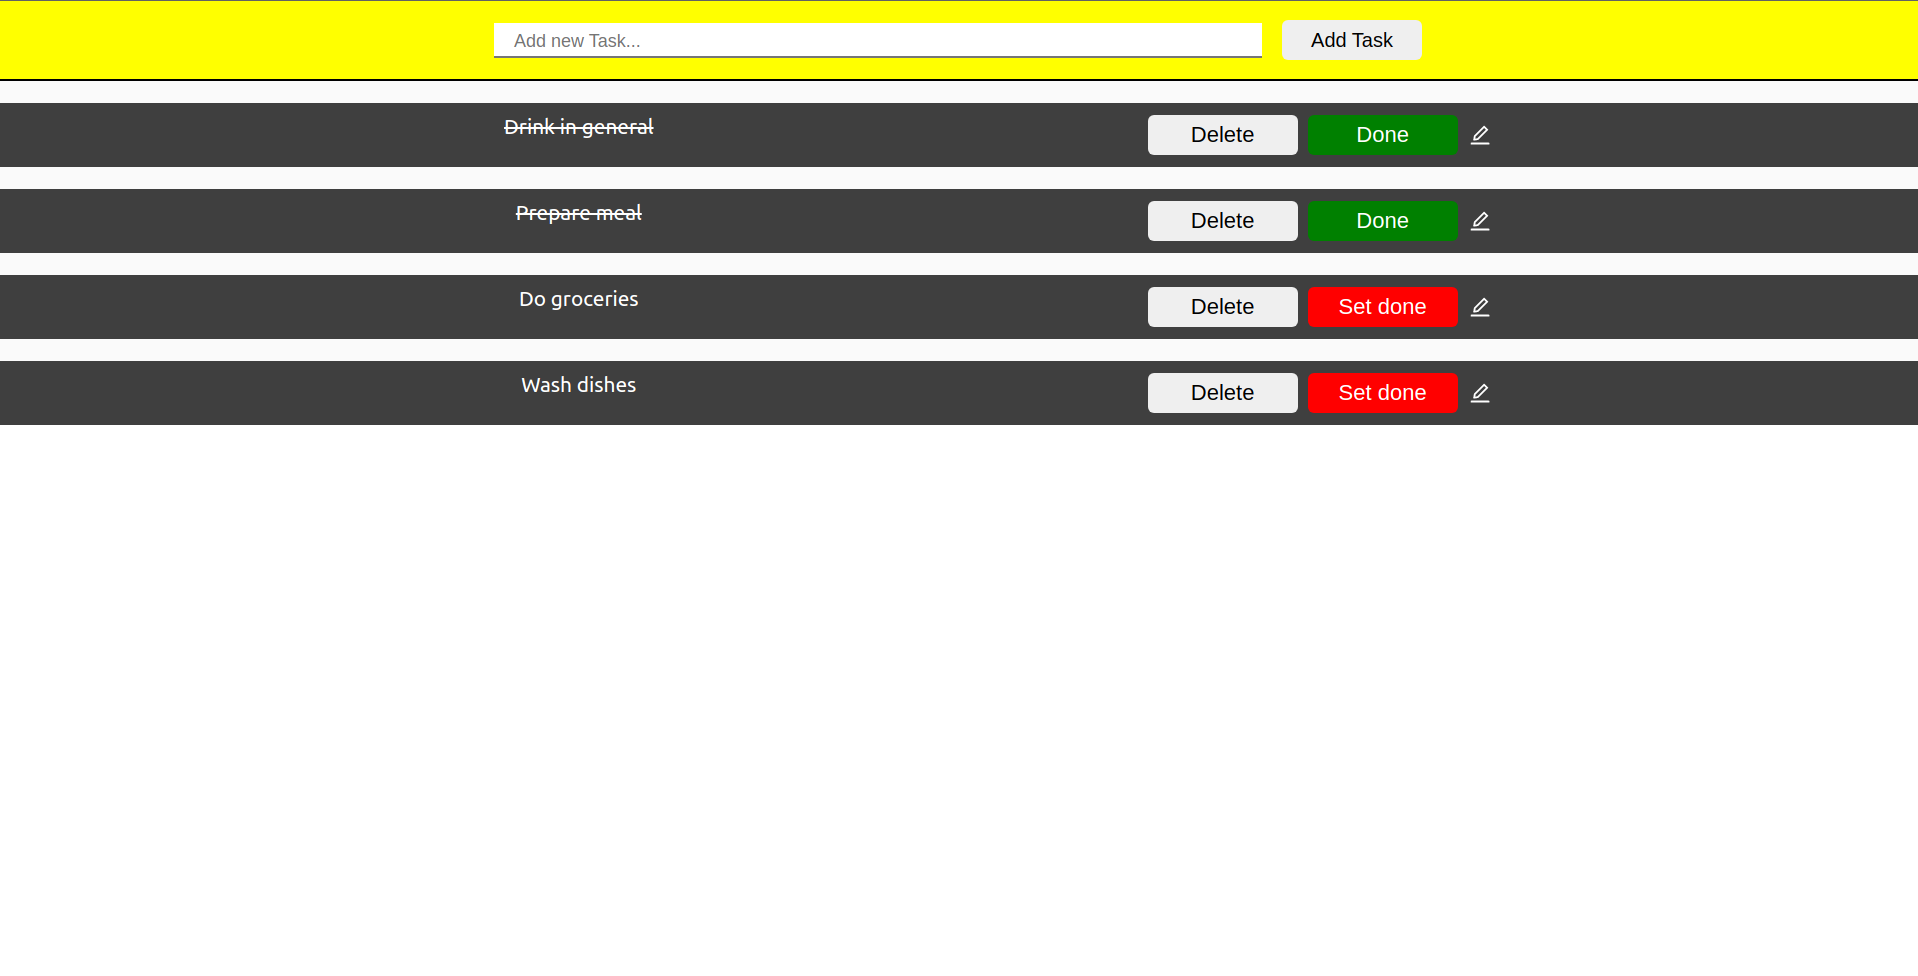 Add new Task... Add Task
Drink in general Delete Done
Prepare meal Delete Done
Do groceries Delete Set done
Wash dishes Delete Set done